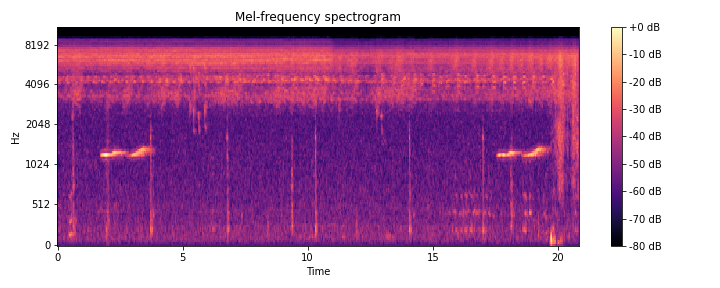 Mel-frequency spectrogram
+0 dB
8192
-10 dB
4096
-20 dB
-30 dB
2048
Hz
-40 dB
1024
-50 dB
512
-60 dB
-70 dB
0
-80 dB
0 5 10 15 20
Time